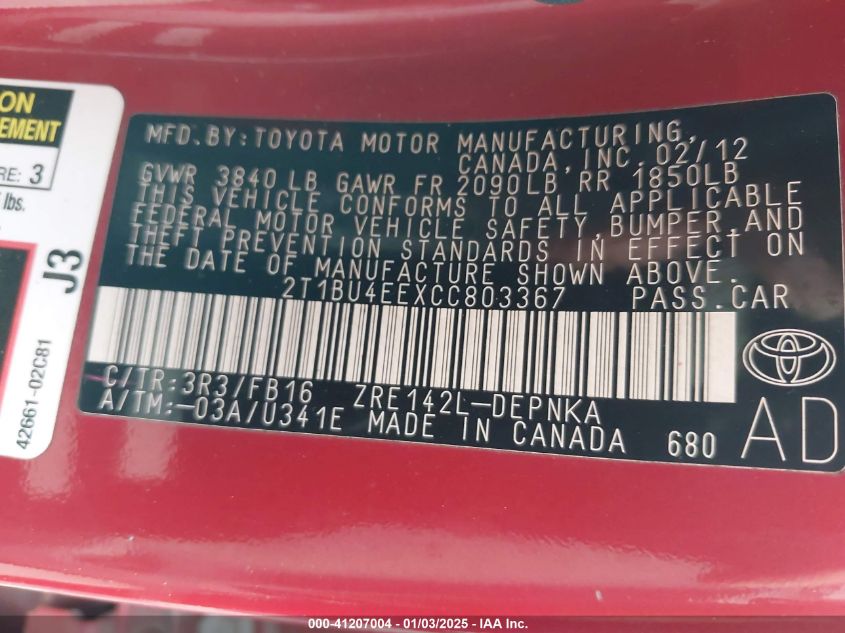 ON
EMENT
RE: 3
lbs.
J3
42661-02C81
MFD. BY: TOYOTA MOTOR MANUFACTURING,
CANADA, INC. 02/12
GVWR 3840 LB GAWR FR 2090LB RR 1850LB
THIS VEHICLE CONFORMS TO ALL APPLICABLE
FEDERAL MOTOR VEHICLE SAFETY, BUMPER, AND
THEFT PREVENTION STANDARDS IN EFFECT ON
THE DATE OF MANUFACTURE SHOWN ABOVE.
2T1BU4EEXCC803367 PASS.CAR
C/TR:3R3/FB16 ZRE142L-DEPNKA
A/TM:-03A/U341E MADE IN CANADA 680
AD
000-41207004 - 01/03/2025 - IAA Inc.